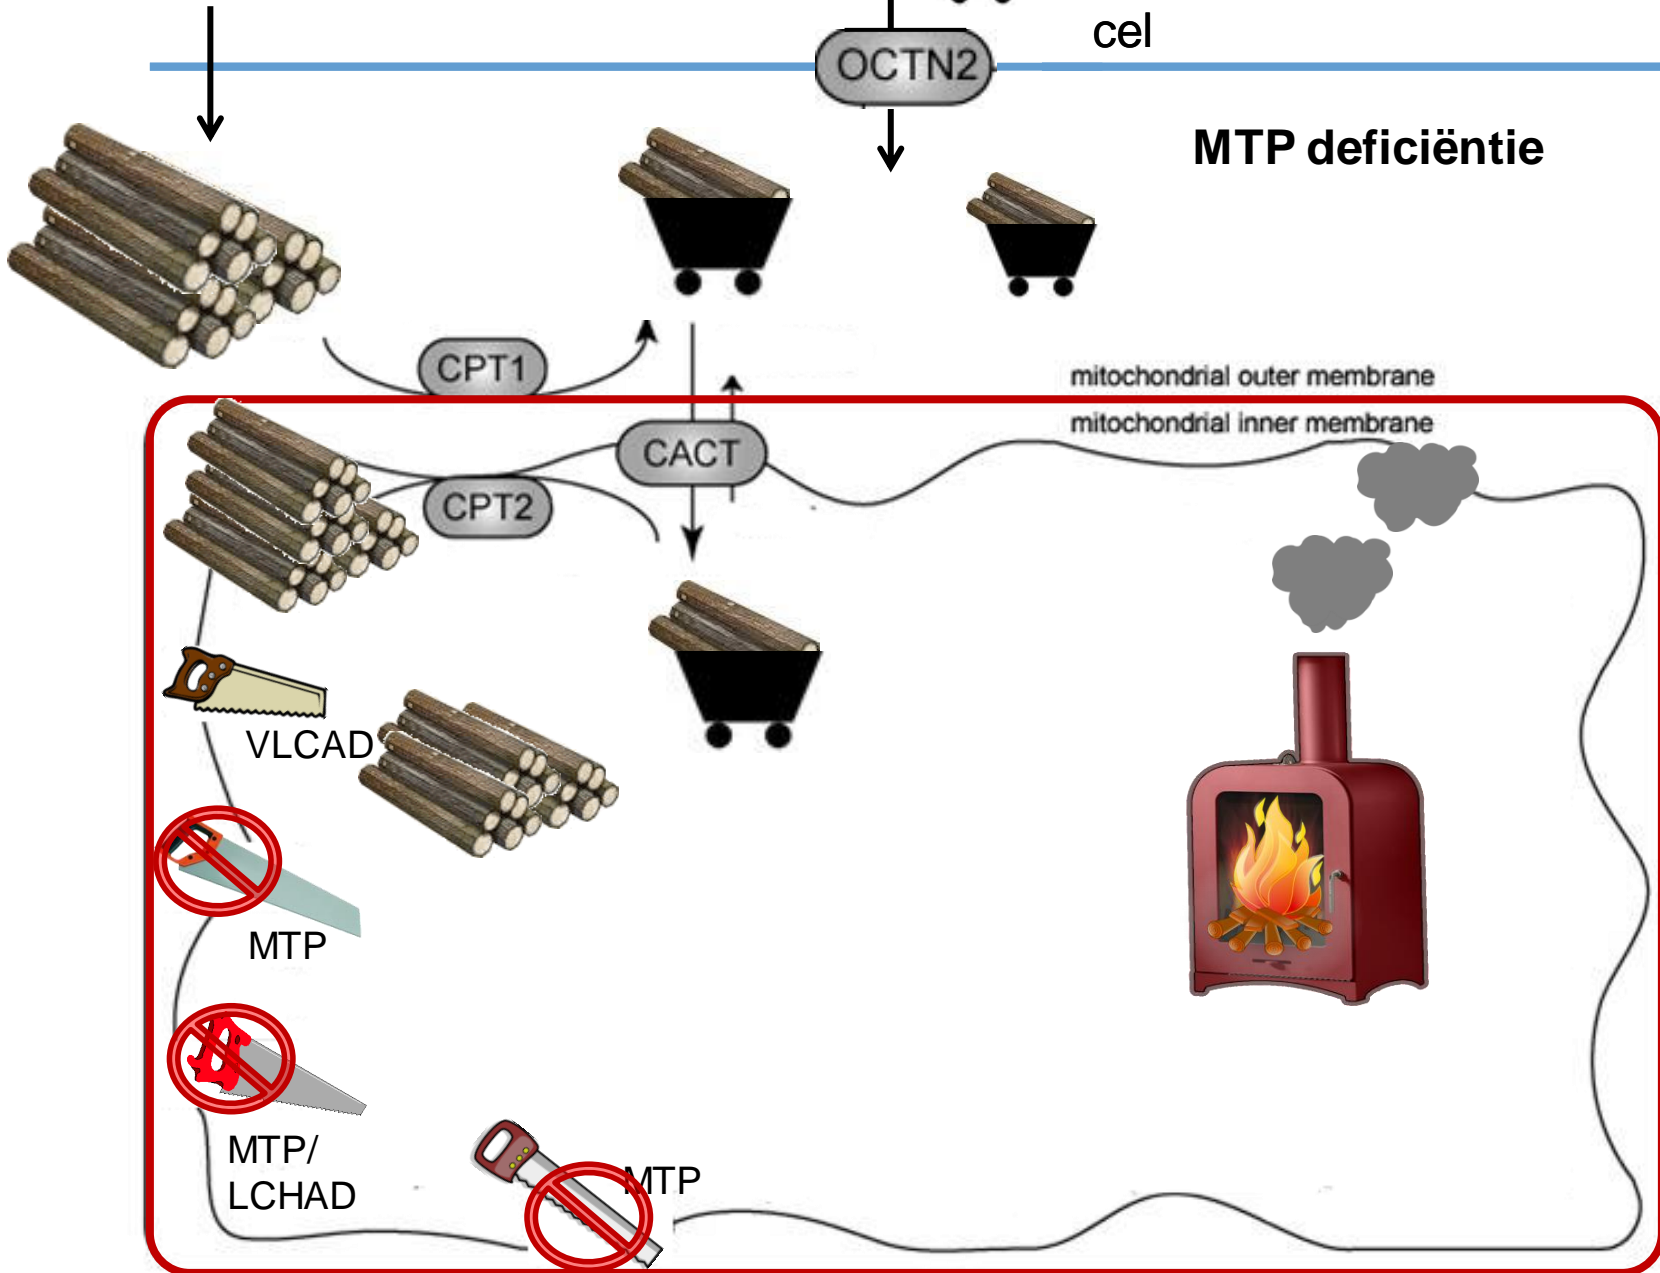 cel
OCTN2
MTP deficiëntie
CPT1
mitochondrial outer membrane
mitochondrial inner membrane
CACT
CPT2
VLCAD
MTP
MTP/
LCHAD
MTP